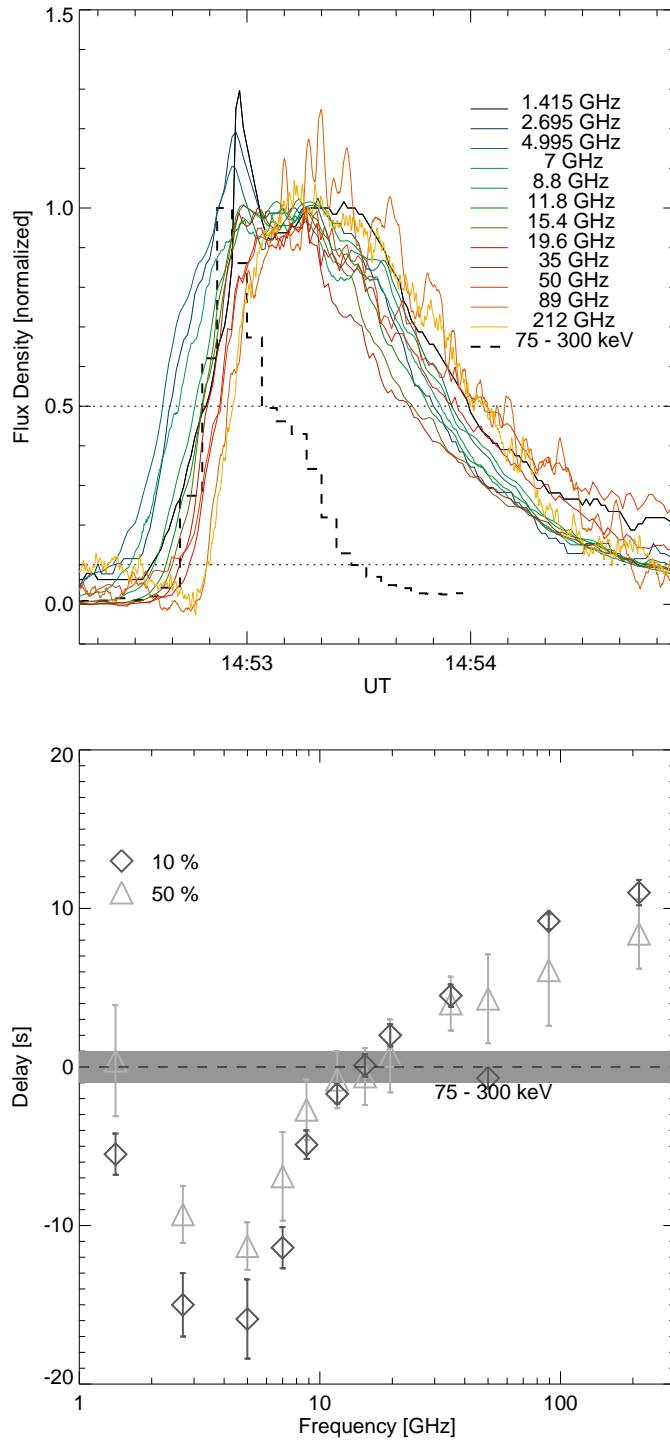 1.5
1.0
0.5
0.0
Flux Density [normalized]
1.415 GHz
2.695 GHz
4.995 GHz
7 GHz
8.8 GHz
11.8 GHz
15.4 GHz
19.6 GHz
35 GHz
50 GHz
89 GHz
212 GHz
75 - 300 keV
14:53
14:54
UT
20
10
0
-10
-20
Delay [s]
10 %
50 %
75 - 300 keV
1
10
100
Frequency [GHz]